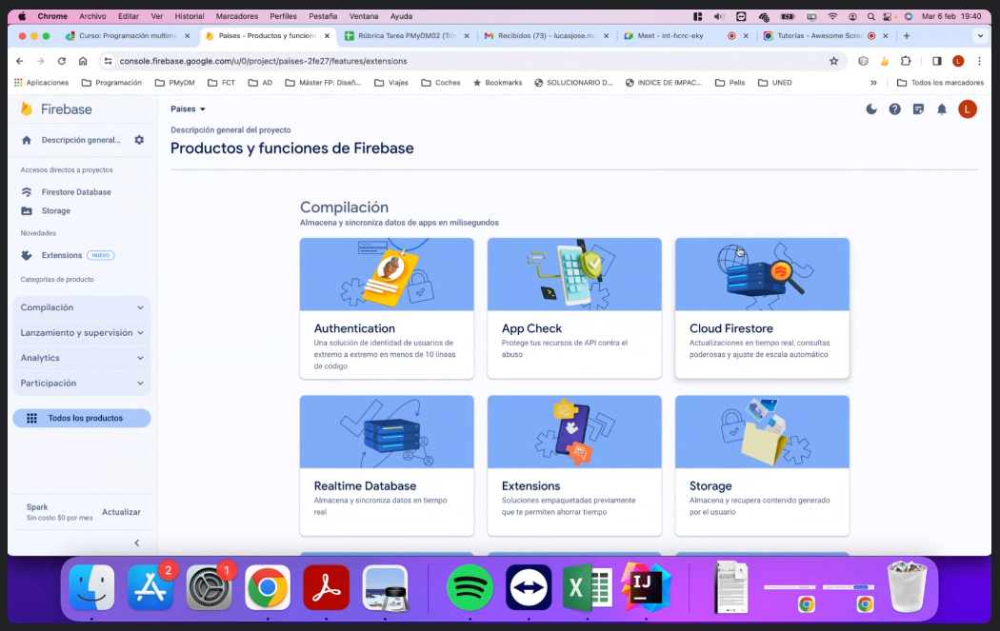 Chrome Archivo Editar Ver Historial Marcadores Perfiles Pestaña Ventana Ayuda Mar 6 feb 19:40
Curso: Programación multim Paises - Productos y funcion Rúbrica Tarea PMyDM02 (Tri Recibidos (73) - lucasjose.m Meet - int-hcrc-eky Tutorías - Awesome Scre
console.firebase.google.com/u/0/project/paises-2fe27/features/extensions L
Aplicaciones Programación PMyDM FCT AD Máster FP: Diseñ... Viajes Coches Bookmarks SOLUCIONARIO D... INDICE DE IMPAC... Pelis UNED » Todos los marcadores
Firebase
Paises
L
Descripción general...
Descripción general del proyecto
Productos y funciones de Firebase
Accesos directos a proyectos
Firestore Database
Storage
Novedades
Extensions NUEVO
Categorías de producto
Compilación
Lanzamiento y supervisión
Analytics
Participación
Todos los productos
Spark
Sin costo $0 por mes
Actualizar
Compilación
Almacena y sincroniza datos de apps en milisegundos
Authentication
Una solución de identidad de usuarios de
extremo a extremo en menos de 10 líneas
de código
App Check
Protege tus recursos de API contra el
abuso
Cloud Firestore
Actualizaciones en tiempo real, consultas
poderosas y ajuste de escala automático
Realtime Database
Almacena y sincroniza datos en tiempo
real
Extensions
Soluciones empaquetadas previamente
que te permiten ahorrar tiempo
Storage
Almacena y recupera contenido generado
por el usuario
2
1
X
IJ